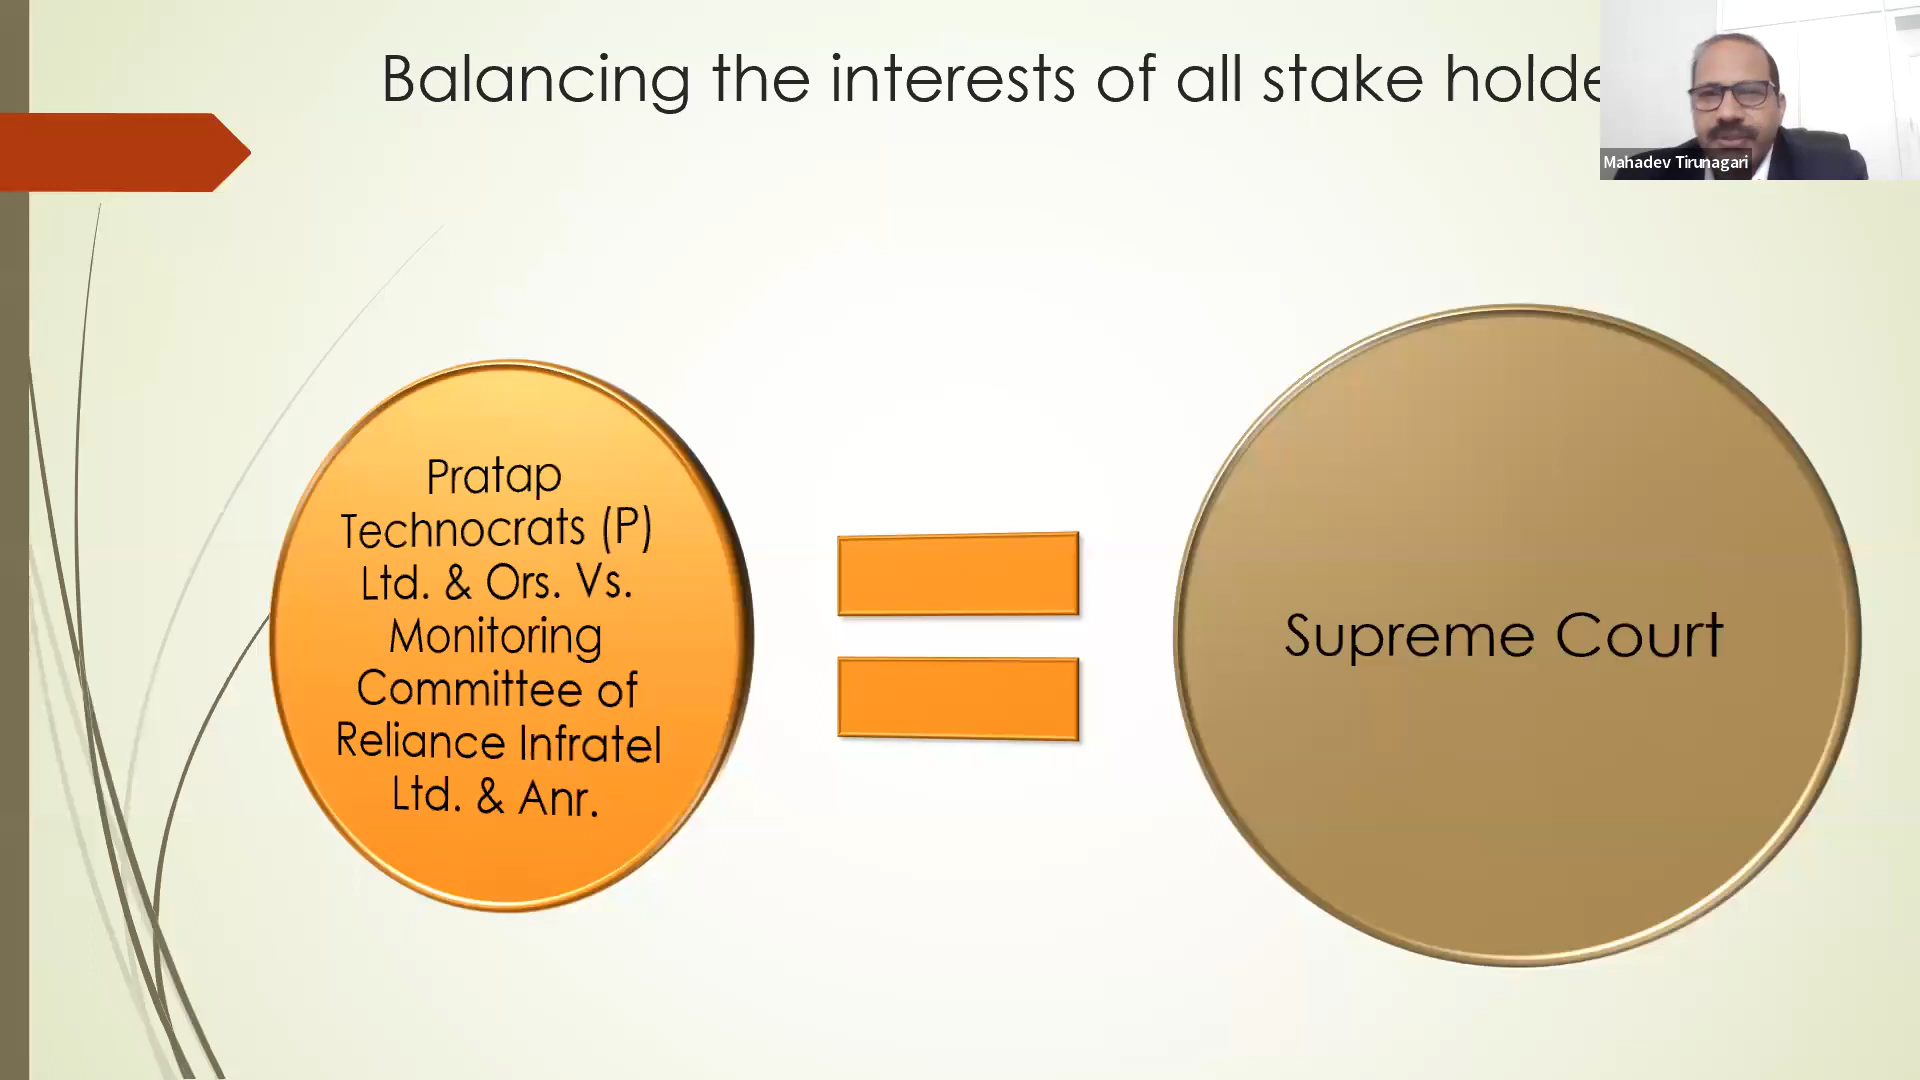 Balancing the interests of all stake holde
Mahadev Tirunagari
Pratap
Technocrats (P)
Ltd. & Ors. Vs.
Monitoring
Committee of
Reliance Infratel
Ltd. & Anr.
Supreme Court